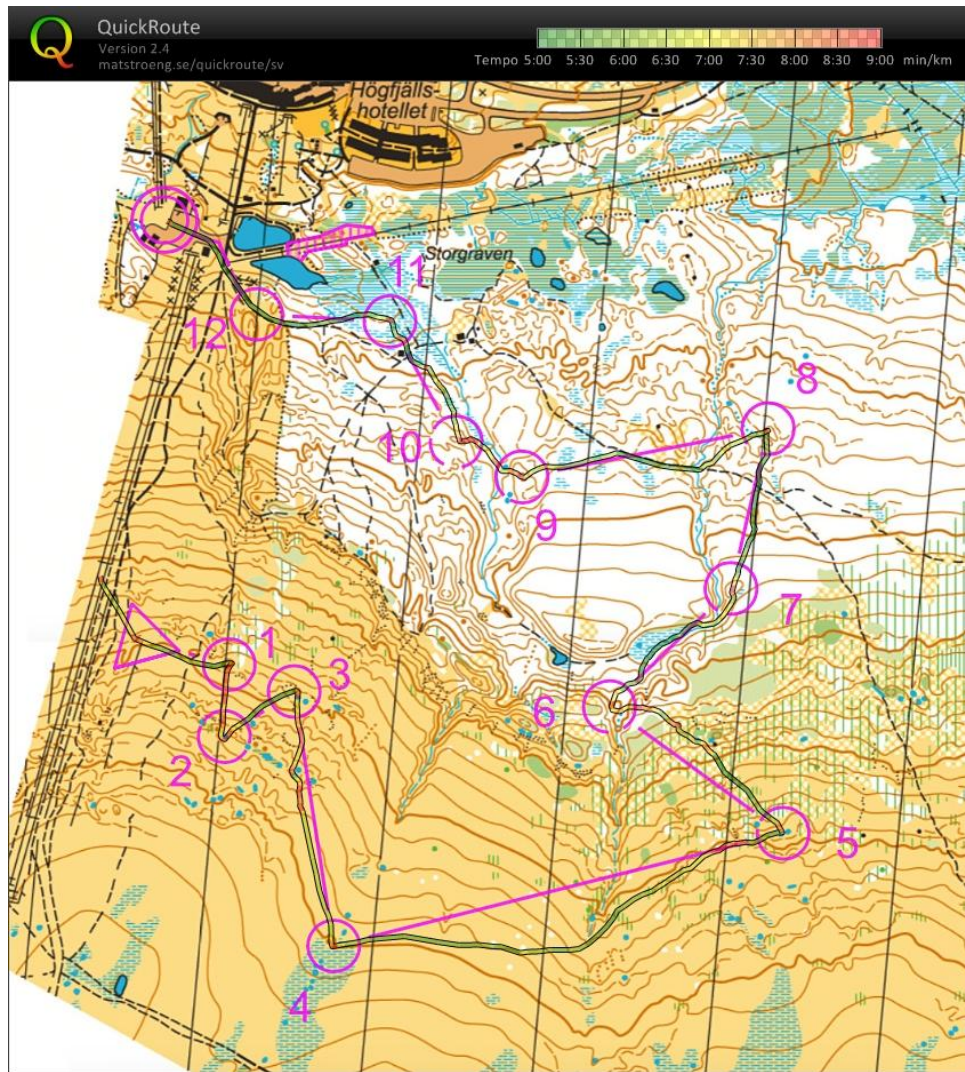 QuickRoute
Version 2.4
matstroeng.se/quickroute/sv
Tempo 5:00 5:30 6:00 6:30 7:00 7:30 8:00 8:30 9:00 min/km
Högfjälls-
hotellet
Storgraven
11
12
8
10
9
7
1
3
6
2
5
4